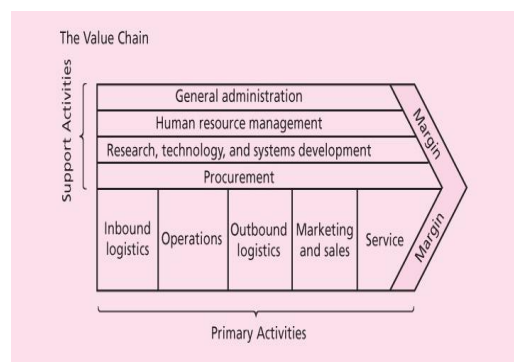 The Value Chain
Support Activities
General administration
Human resource management
Research, technology, and systems development
Procurement
Margin
Inbound
logistics
Operations
Outbound
logistics
Marketing
and sales
Service
Margin
Primary Activities